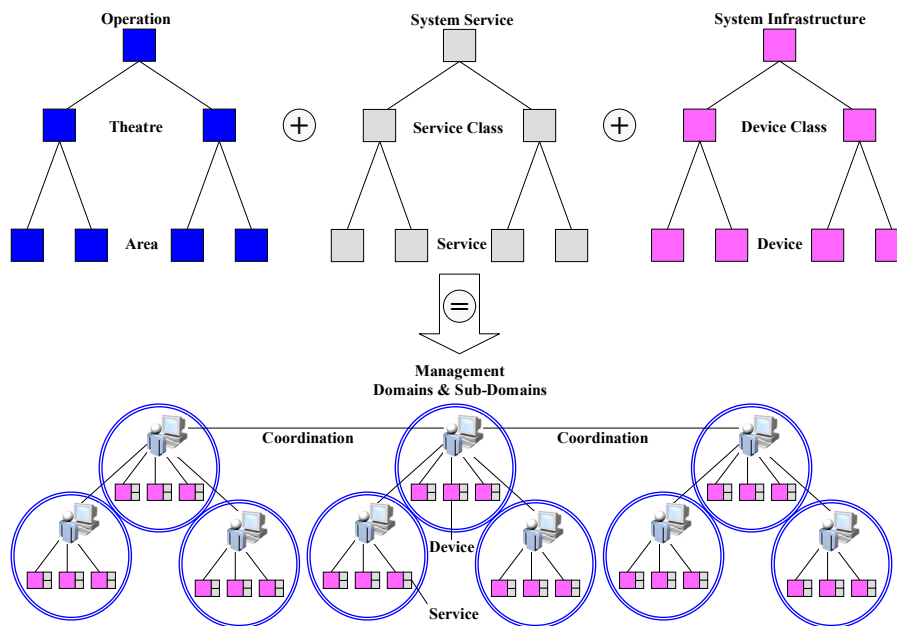 Operation
System Service
System Infrastructure
Theatre
+
Service Class
+
Device Class
Area
Service
Device
=
Management
Domains & Sub-Domains
Coordination
Coordination
Device
Service